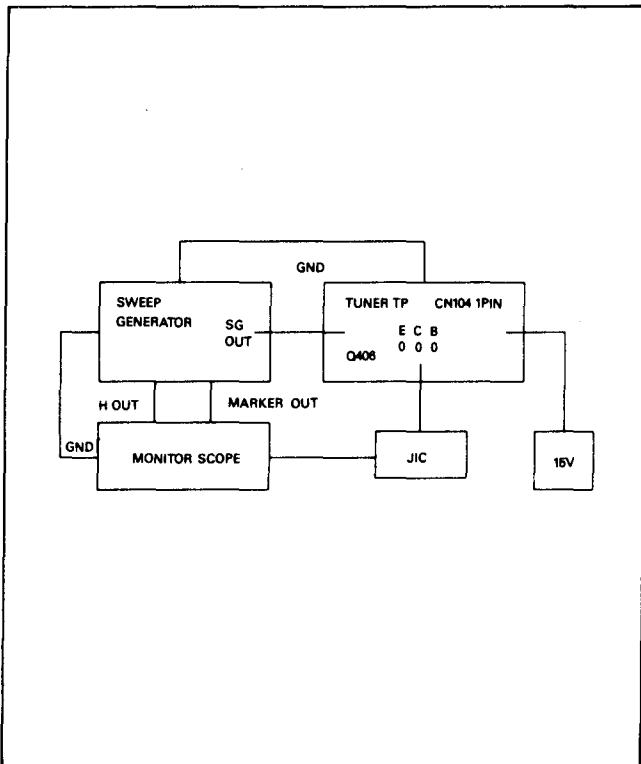 GND
SWEEP
GENERATOR
SG
OUT
TUNER TP CN104 1PIN
E C B
0 0 0
Q406
H OUT
MARKER OUT
GND
MONITOR SCOPE
JIC
15V